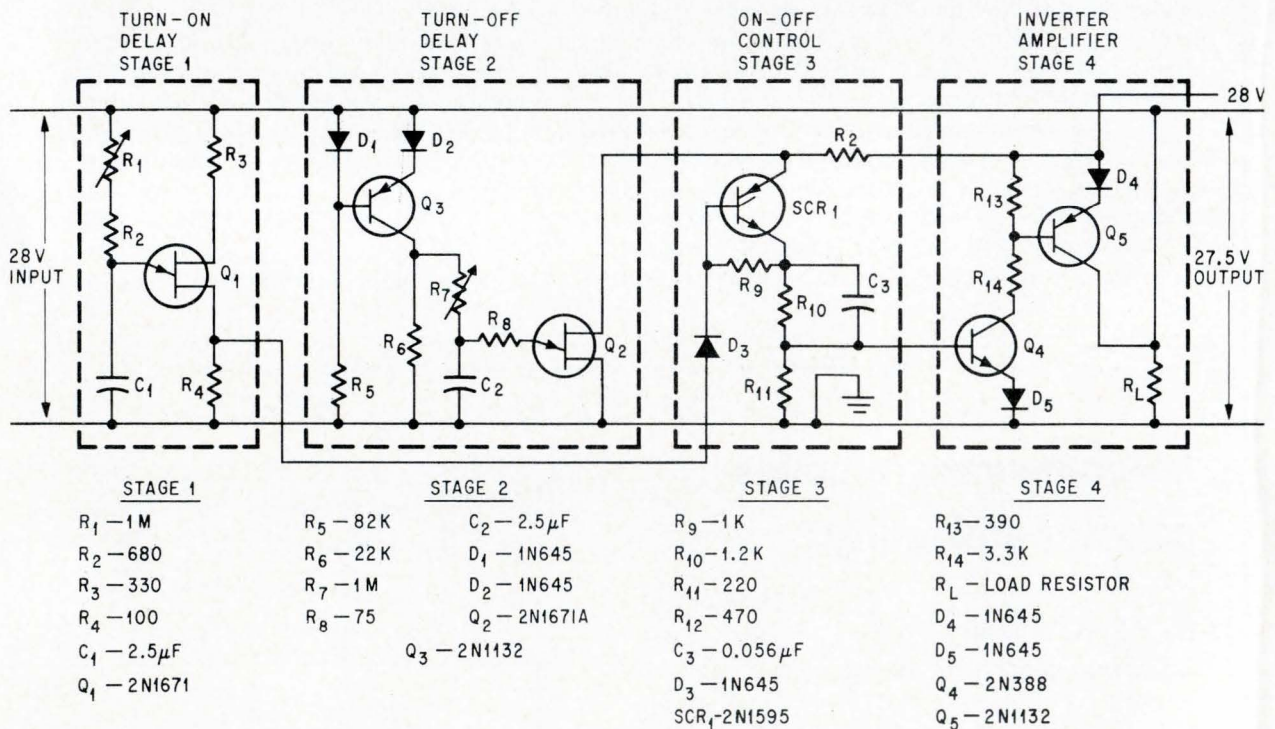 TURN-ON
DELAY
STAGE 1
TURN-OFF
DELAY
STAGE 2
ON-OFF
CONTROL
STAGE 3
INVERTER
AMPLIFIER
STAGE 4
28 V
R1
R3
R2
Q1
C1
R4
28 V
INPUT
D1
D2
Q3
R7
R6
R8
Q2
R5
C2
R2
SCR1
R9
C3
R10
D3
R11
D4
R13
Q5
R14
Q4
D5
RL
27.5 V
OUTPUT
STAGE 1
R1 — 1M
R2 — 680
R3 — 330
R4 — 100
C1 — 2.5µF
Q1 — 2N1671
STAGE 2
R5 — 82K
R6 — 22K
R7 — 1M
R8 — 75
C2 — 2.5µF
D1 — 1N645
D2 — 1N645
Q2 — 2N1671A
Q3 — 2N1132
STAGE 3
R9 — 1K
R10 — 1.2K
R11 — 220
R12 — 470
C3 — 0.056µF
D3 — 1N645
SCR1 - 2N1595
STAGE 4
R13 — 390
R14 — 3.3K
RL — LOAD RESISTOR
D4 — 1N645
D5 — 1N645
Q4 — 2N388
Q5 — 2N1132